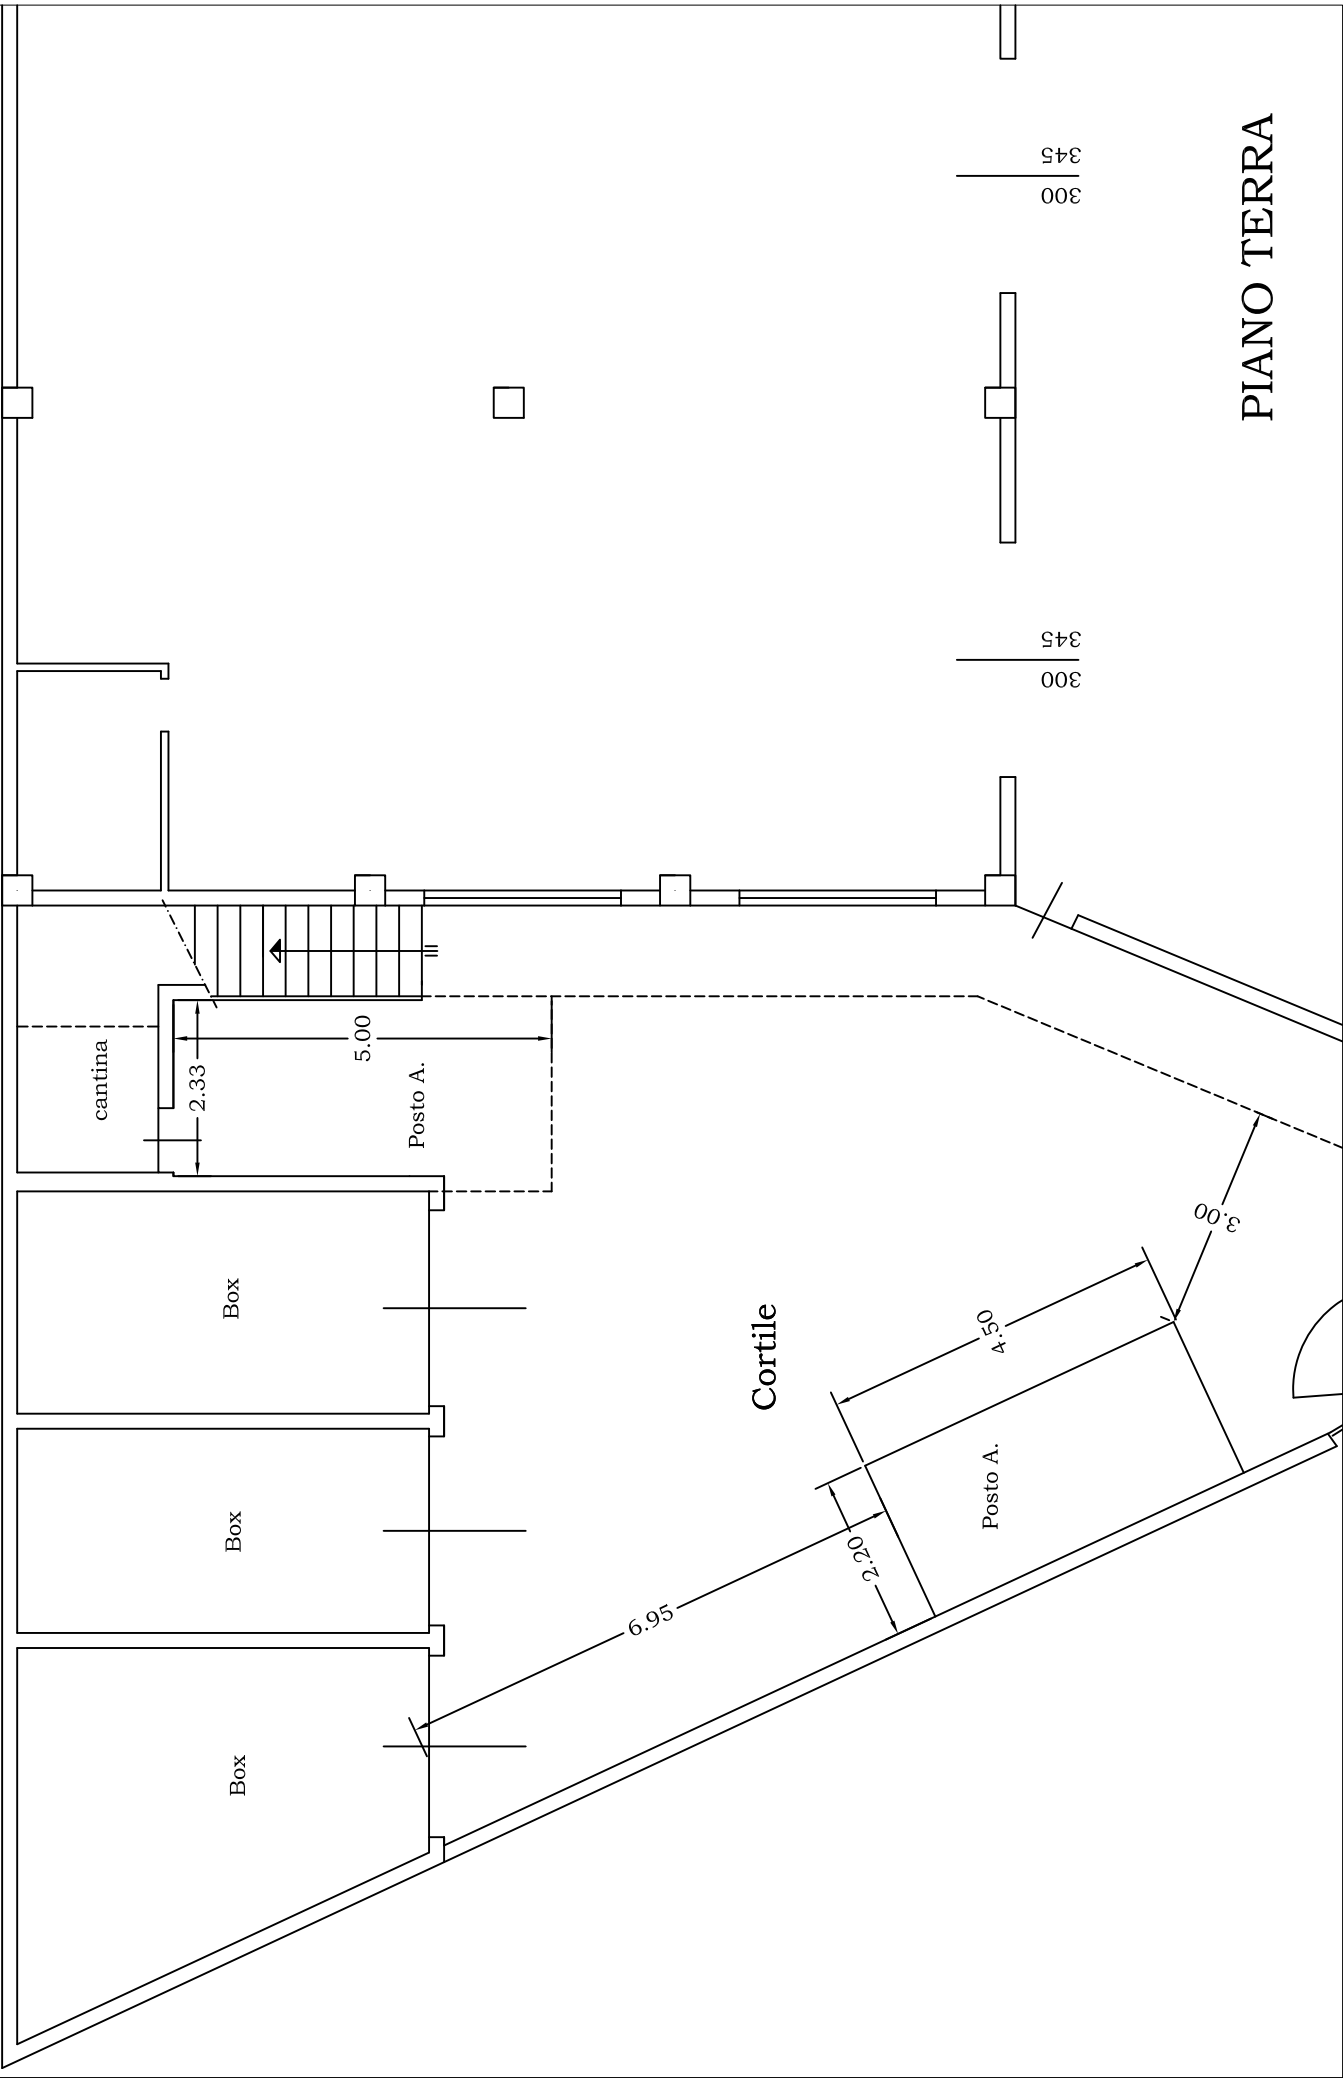 PIANO TERRA
345
300
345
300
5.00
2.33
cantina
Posto A.
3.00
Box
4.50
Cortile
Posto A.
2.20
Box
6.95
Box